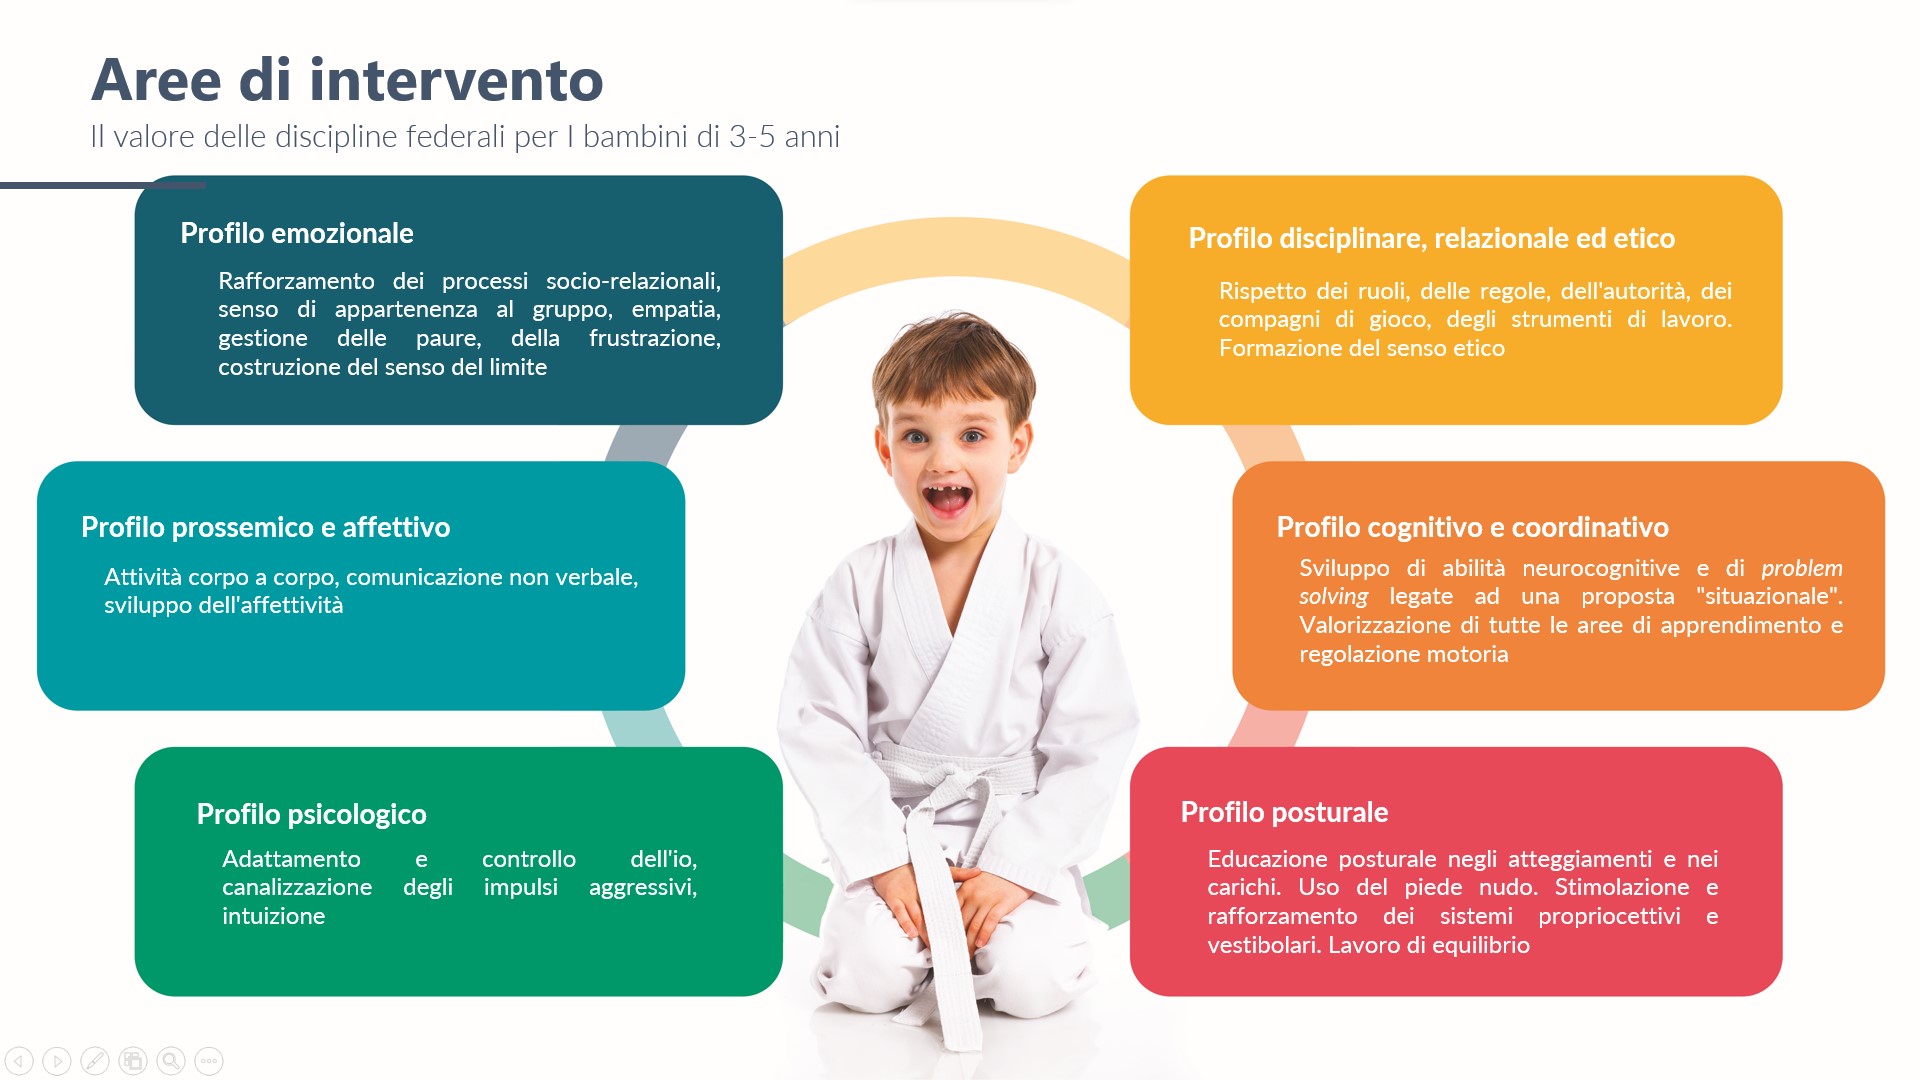 Aree di intervento
Il valore delle discipline federali per I bambini di 3-5 anni
Profilo emozionale
Rafforzamento dei processi socio-relazionali,
senso di appartenenza al gruppo, empatia,
gestione delle paure, della frustrazione,
costruzione del senso del limite
Profilo disciplinare, relazionale ed etico
Rispetto dei ruoli, delle regole, dell'autorità, dei
compagni di gioco, degli strumenti di lavoro.
Formazione del senso etico
Profilo prossemico e affettivo
Attività corpo a corpo, comunicazione non verbale,
sviluppo dell'affettività
Profilo cognitivo e coordinativo
Sviluppo di abilità neurocognitive e di problem
solving legate ad una proposta "situazionale".
Valorizzazione di tutte le aree di apprendimento e
regolazione motoria
Profilo psicologico
Adattamento e controllo dell'io,
canalizzazione degli impulsi aggressivi,
intuizione
Profilo posturale
Educazione posturale negli atteggiamenti e nei
carichi. Uso del piede nudo. Stimolazione e
rafforzamento dei sistemi propriocettivi e
vestibolari. Lavoro di equilibrio